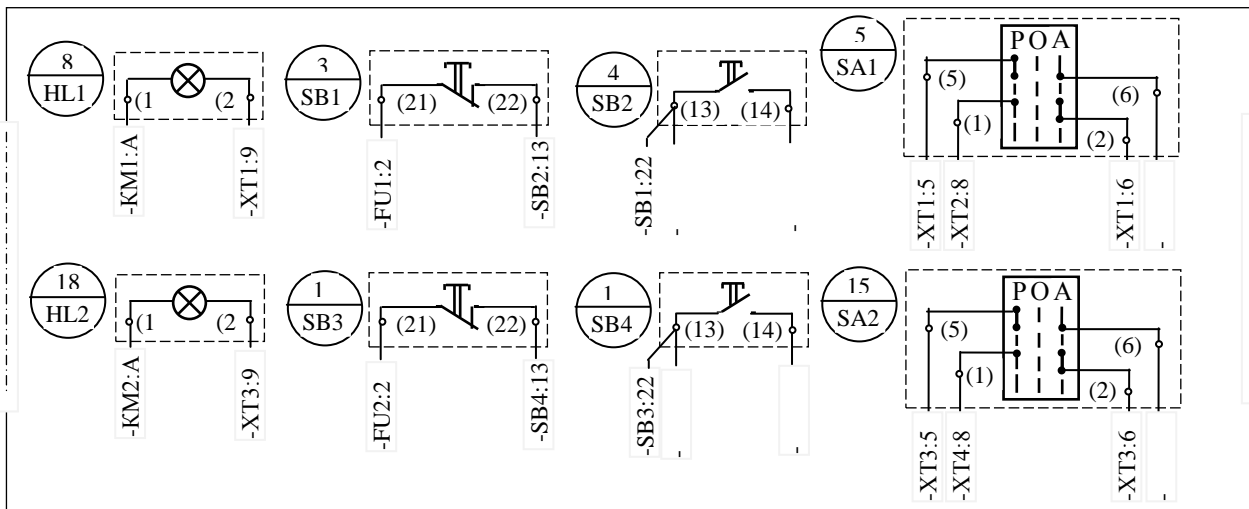 8
HL1
(1
(2
-KM1:A
-XT1:9
3
SB1
(21)
(22)
-FU1:2
-SB2:13
4
SB2
(13)
(14)
-SB1:22
5
SA1
Р О А
(5)
(1)
(6)
(2)
-XT1:5
-XT2:8
-XT1:6
18
HL2
(1
(2
-KM2:A
-XT3:9
1
SB3
(21)
(22)
-FU2:2
-SB4:13
1
SB4
(13)
(14)
-SB3:22
15
SA2
Р О А
(5)
(1)
(6)
(2)
-XT3:5
-XT4:8
-XT3:6